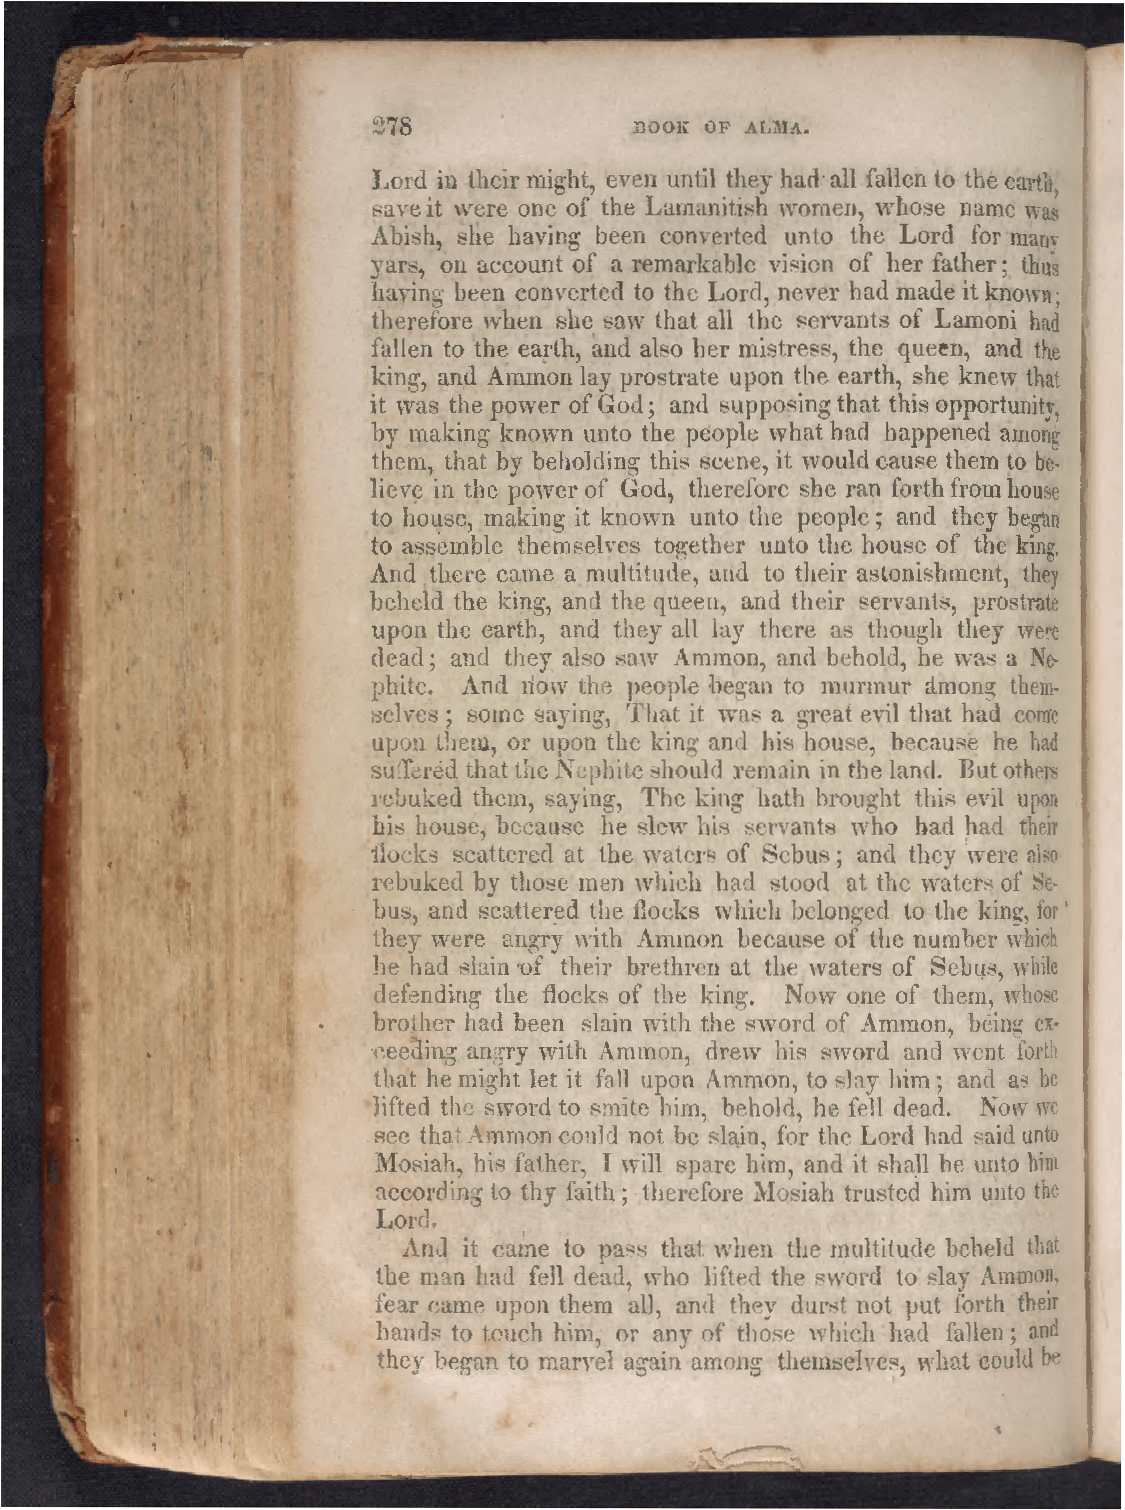 278 BOOK OF ALMA.
Lord in their might, even until they had all fallen to the earth,
save it were one of the Lamanitish women, whose name was
Abish, she having been converted unto the Lord for many
yars, on account of a remarkable vision of her father; thus
having been converted to the Lord, never had made it known;
therefore when she saw that all the servants of Lamoni had
fallen to the earth, and also her mistress, the queen, and the
king, and Ammon lay prostrate upon the earth, she knew that
it was the power of God; and supposing that this opportunity,
by making known unto the people what had happened among
them, that by beholding this scene, it would cause them to be-
lieve in the power of God, therefore she ran forth from house
to house, making it known unto the people; and they began
to assemble themselves together unto the house of the king.
And there came a multitude, and to their astonishment, they
beheld the king, and the queen, and their servants, prostrate
upon the earth, and they all lay there as though they were
dead; and they also saw Ammon, and behold, he was a Ne-
phite. And now the people began to murmur among them-
selves; some saying, That it was a great evil that had come
upon them, or upon the king and his house, because he had
suffered that the Nephite should remain in the land. But others
rebuked them, saying, The king hath brought this evil upon
his house, because he slew his servants who had had their
flocks scattered at the waters of Sebus; and they were also
rebuked by those men which had stood at the waters of Se-
bus, and scattered the flocks which belonged to the king, for
they were angry with Ammon because of the number which
he had slain of their brethren at the waters of Sebus, while
defending the flocks of the king. Now one of them, whose
brother had been slain with the sword of Ammon, being ex-
ceeding angry with Ammon, drew his sword and went forth
that he might let it fall upon Ammon, to slay him; and as he
lifted the sword to smite him, behold, he fell dead. Now we
see that Ammon could not be slain, for the Lord had said unto
Mosiah, his father, I will spare him, and it shall be unto him
according to thy faith; therefore Mosiah trusted him unto the
Lord.
And it came to pass that when the multitude beheld that
the man had fell dead, who lifted the sword to slay Ammon,
fear came upon them all, and they durst not put forth their
hands to touch him, or any of those which had fallen; and
they began to marvel again among themselves, what could be